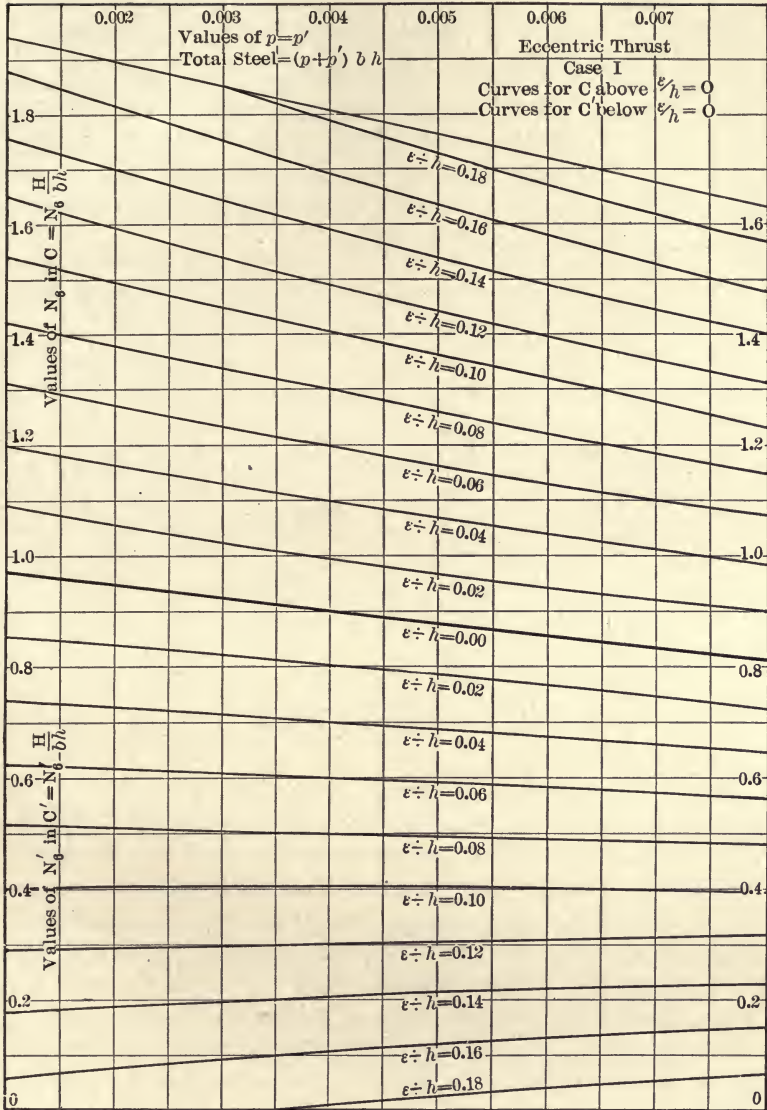 0.002 0.003 0.004 0.005 0.006 0.007
Values of p=p'
Total Steel=(p+p') b h
Eccentric Thrust
Case I
Curves for C above ε/h = 0
Curves for C' below ε/h = 0
1.8
1.6
1.4
1.2
1.0
0.8
0.6
0.4
0.2
0
Values of N₆ in C = N₆ H/bh
Values of N₆' in C' = N₆' H/bh
ε÷h=0.18
ε÷h=0.16
ε÷h=0.14
ε÷h=0.12
ε÷h=0.10
ε÷h=0.08
ε÷h=0.06
ε÷h=0.04
ε÷h=0.02
ε÷h=0.00
ε÷h=0.02
ε÷h=0.04
ε÷h=0.06
ε÷h=0.08
ε÷h=0.10
ε÷h=0.12
ε÷h=0.14
ε÷h=0.16
ε÷h=0.18
1.6
1.4
1.2
1.0
0.8
0.6
0.4
0.2
0